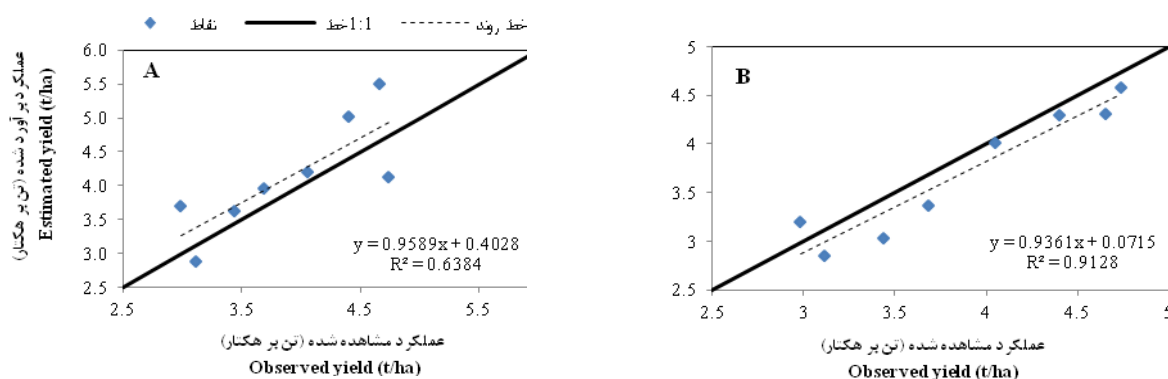 نقاط خط1:1 خط روند
A
عملکرد برآورد شده (تن بر هکتار)
Estimated yield (t/ha)
6.0
5.5
5.0
4.5
4.0
3.5
3.0
2.5
y = 0.9589x + 0.4028
R² = 0.6384
2.5 3.5 4.5 5.5
عملکرد مشاهده شده (تن بر هکتار)
Observed yield (t/ha)
B
5
4.5
4
3.5
3
2.5
y = 0.9361x + 0.0715
R² = 0.9128
2.5 3 3.5 4 4.5 5
عملکرد مشاهده شده (تن بر هکتار)
Observed yield (t/ha)